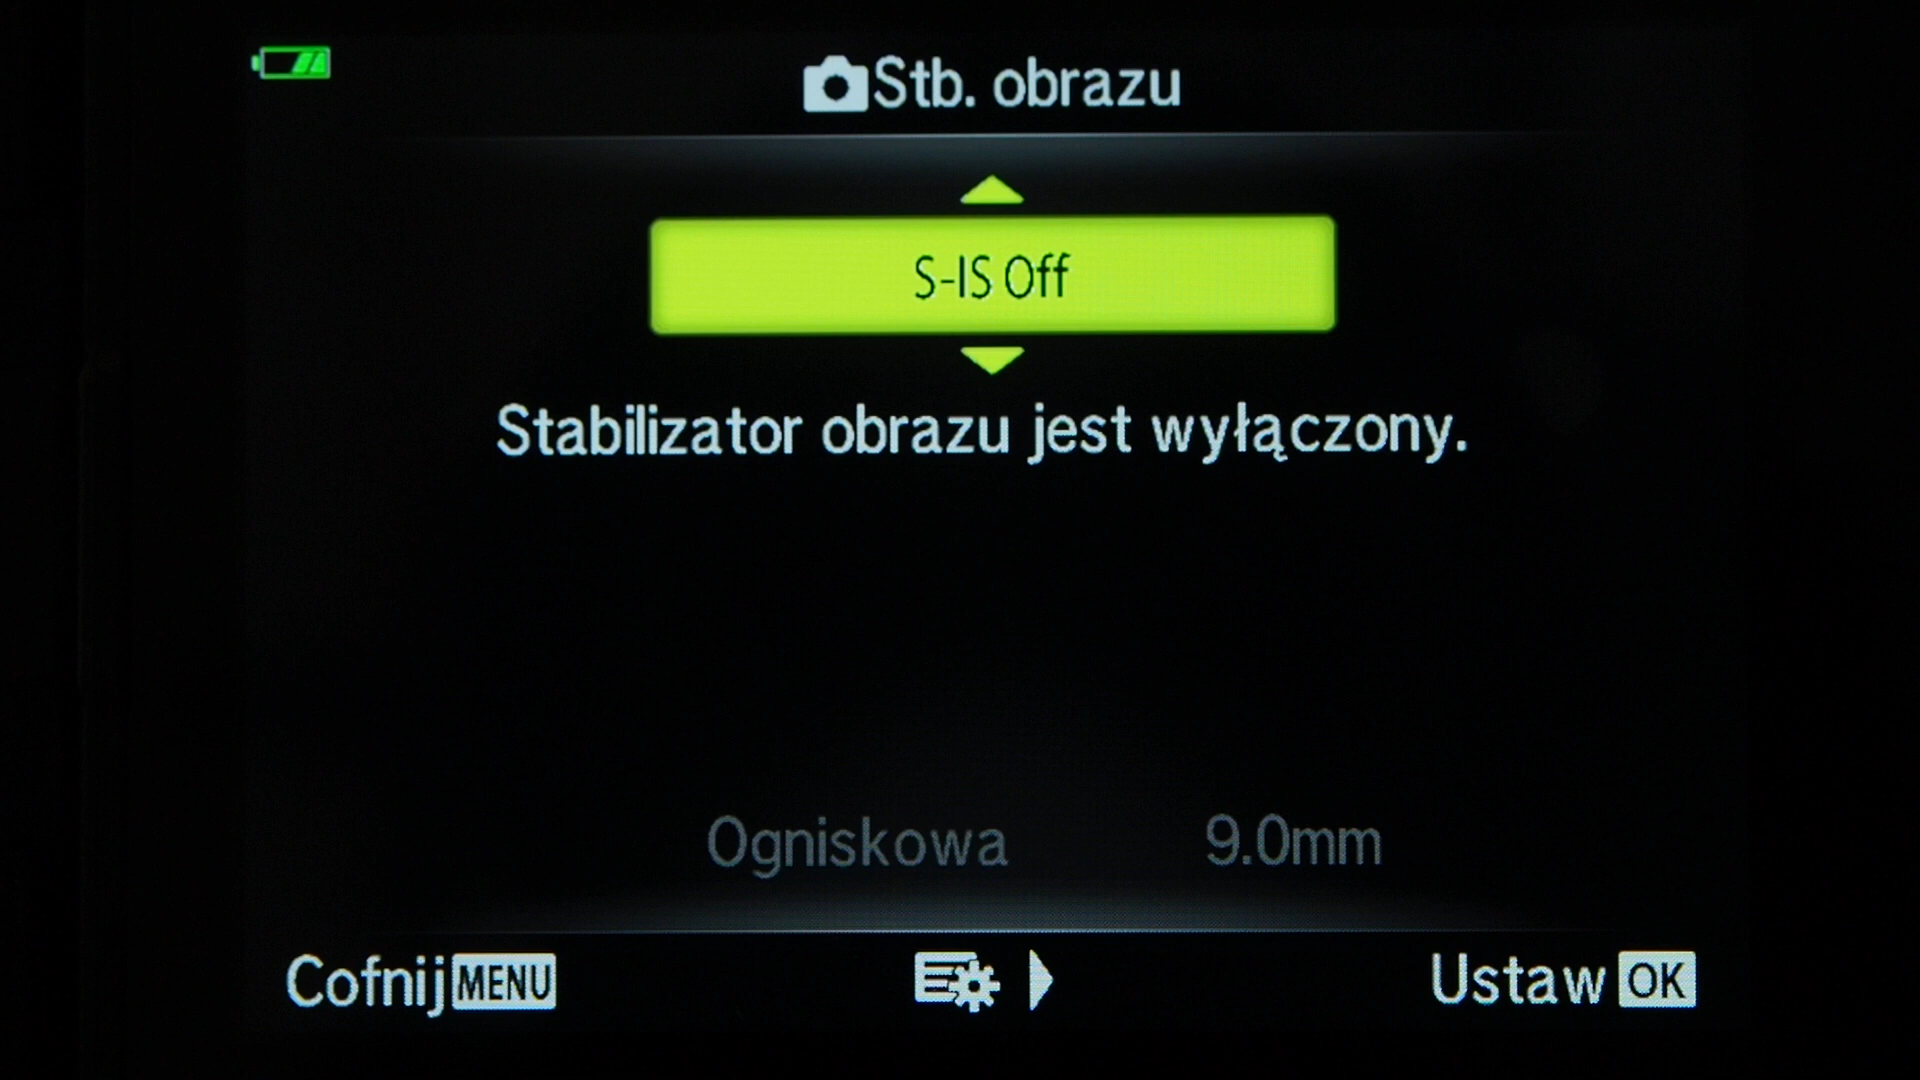 Stb. obrazu
S-IS Off
Stabilizator obrazu jest wyłączony.
Ogniskowa 9.0mm
Cofnij MENU Ustaw OK